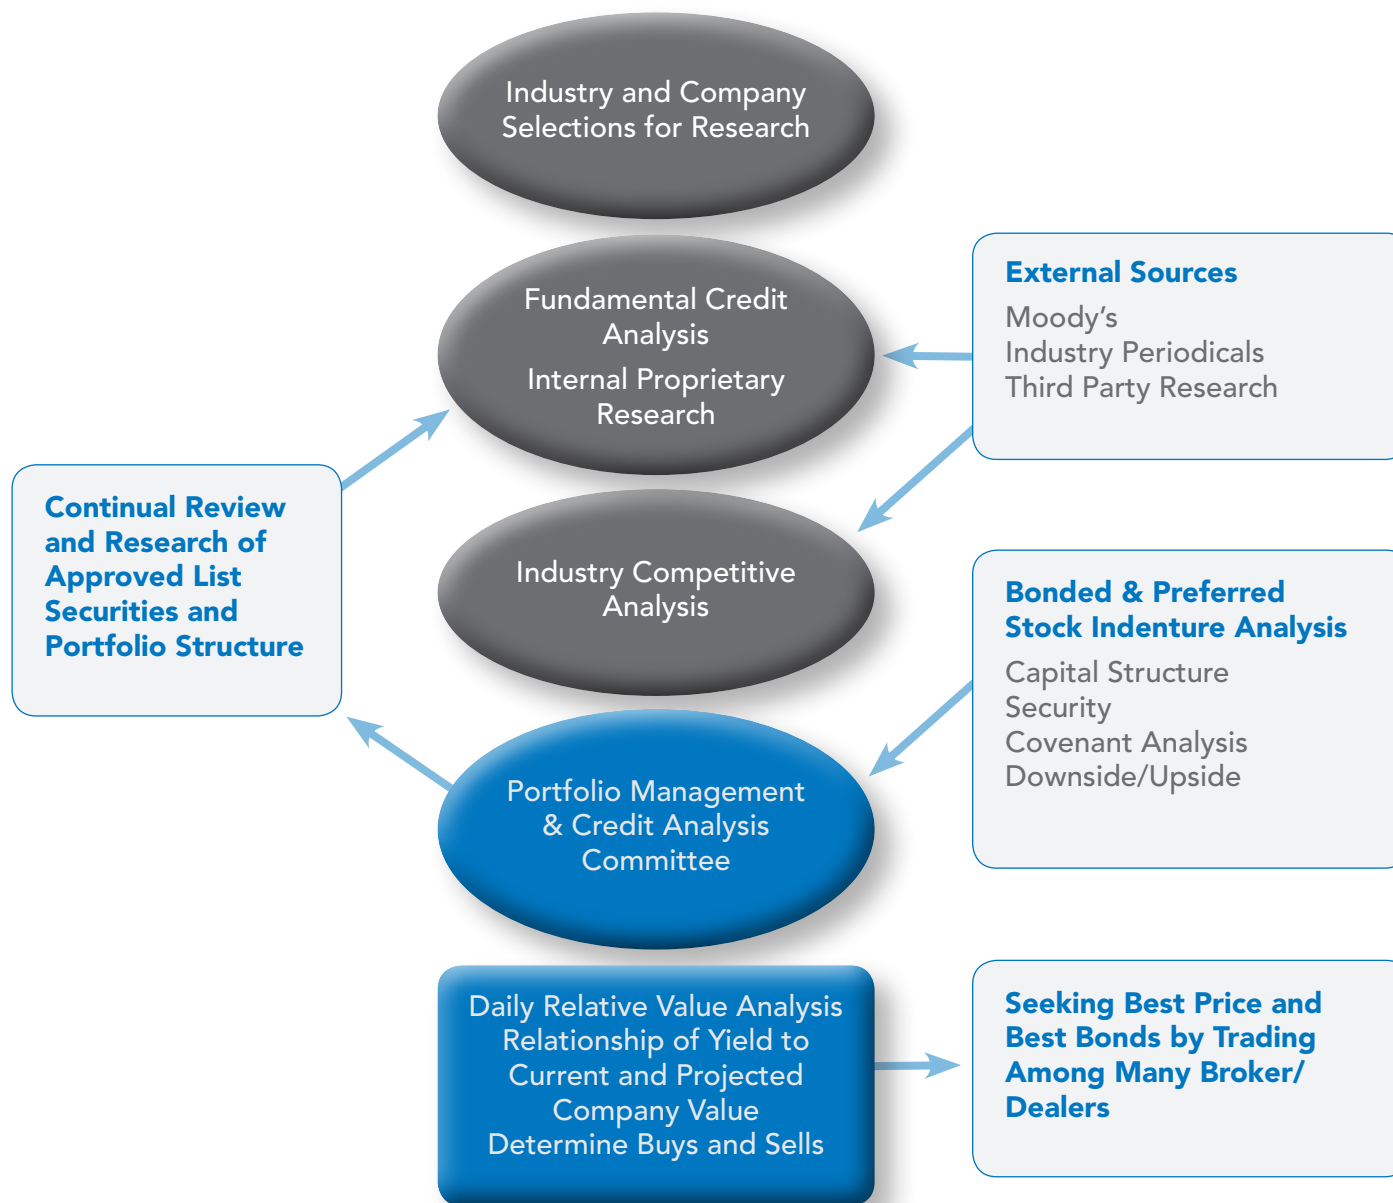 Industry and Company
Selections for Research
Fundamental Credit
Analysis
Internal Proprietary
Research
External Sources
Moody’s
Industry Periodicals
Third Party Research
Continual Review
and Research of
Approved List
Securities and
Portfolio Structure
Industry Competitive
Analysis
Bonded & Preferred
Stock Indenture Analysis
Capital Structure
Security
Covenant Analysis
Downside/Upside
Portfolio Management
& Credit Analysis
Committee
Daily Relative Value Analysis
Relationship of Yield to
Current and Projected
Company Value
Determine Buys and Sells
Seeking Best Price and
Best Bonds by Trading
Among Many Broker/
Dealers